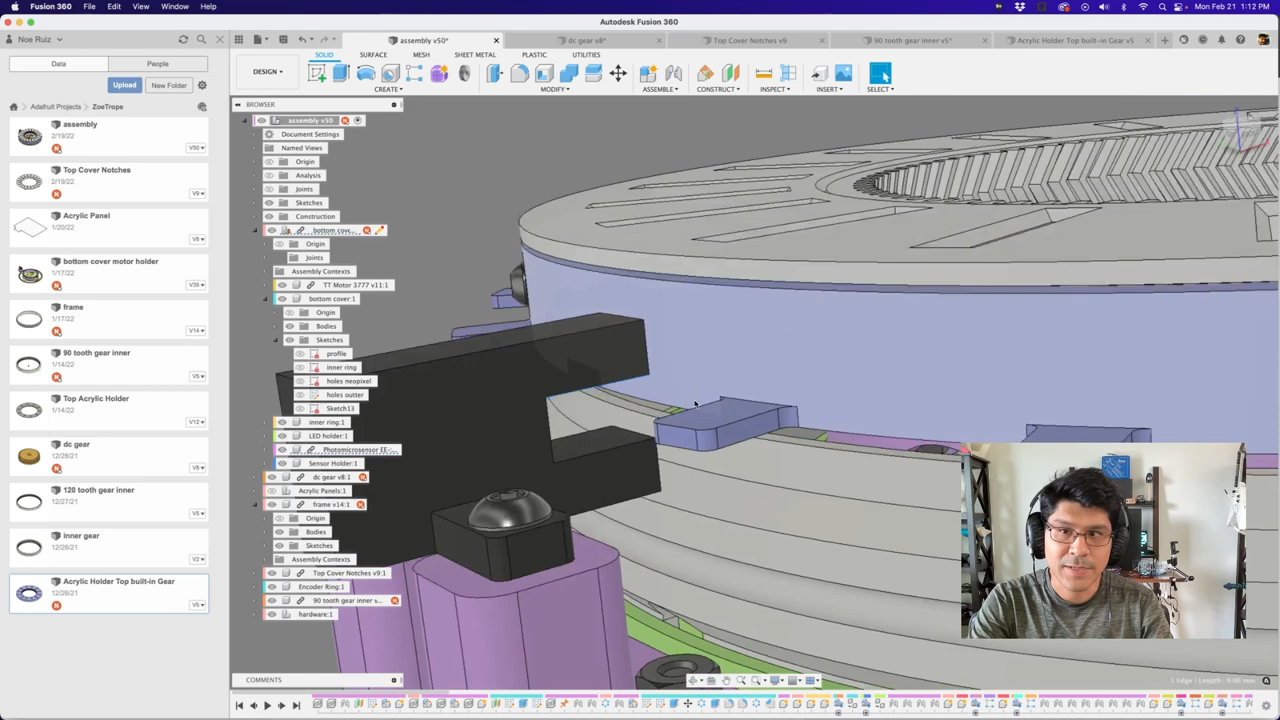 Fusion 360 File Edit View Window Help Mon Feb 21 1:12 PM
Autodesk Fusion 360
Noe Ruiz
assembly v50*
dc gear v8*
Top Cover Notches v9
90 tooth gear inner v5*
Acrylic Holder Top built-in Gear v5
Data People
Upload New Folder
Adafruit Projects ZoeTrope
assembly
2/19/22
V50
Top Cover Notches
2/19/22
V9
Acrylic Panel
1/20/22
V8
bottom cover motor holder
1/17/22
V36
frame
1/17/22
V14
90 tooth gear inner
1/14/22
V5
Top Acrylic Holder
1/14/22
V12
dc gear
12/28/21
V8
120 tooth gear inner
12/27/21
V5
inner gear
12/26/21
V2
Acrylic Holder Top built-in Gear
12/26/21
V5
DESIGN
SOLID SURFACE MESH SHEET METAL PLASTIC UTILITIES
CREATE MODIFY ASSEMBLE CONSTRUCT INSPECT INSERT SELECT
BROWSER
assembly v50
Document Settings
Named Views
Origin
Analysis
Joints
Sketches
Construction
bottom cove...
Origin
Joints
Assembly Contexts
TT Motor 3777 v11:1
bottom cover:1
Origin
Bodies
Sketches
profile
inner ring
holes neopixel
holes outter
Sketch13
inner ring:1
LED holder:1
Photomicrosensor EE-...
Sensor Holder:1
dc gear v8:1
Acrylic Panels:1
frame v14:1
Origin
Bodies
Sketches
Assembly Contexts
Top Cover Notches v9:1
Encoder Ring:1
90 tooth gear inner v...
hardware:1
COMMENTS